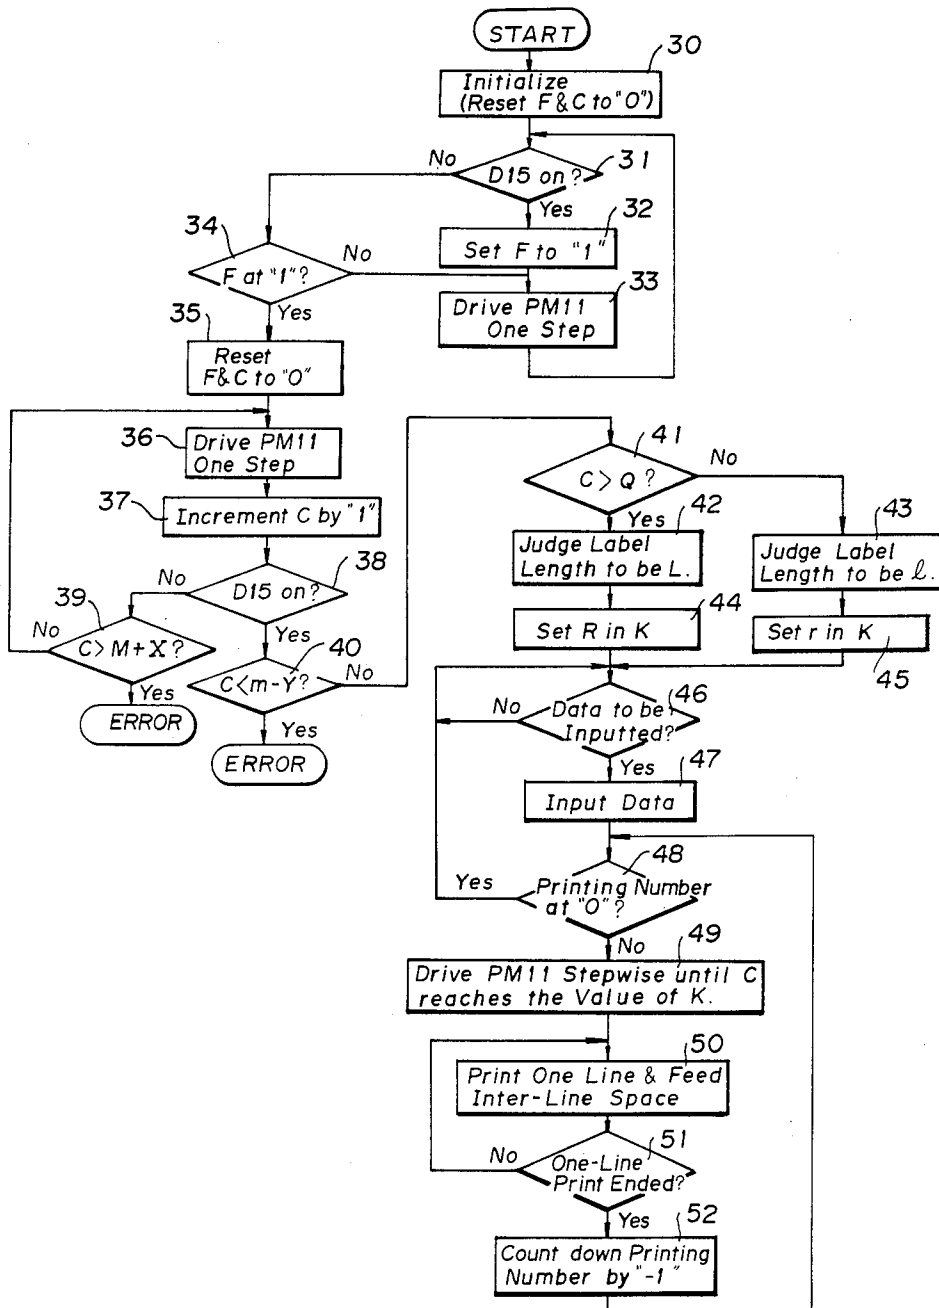 START
30
Initialize
(Reset F&C to "0")
No
31
D15 on?
Yes
32
34
Set F to "1"
No
F at "1"?
33
Drive PM11
One Step
Yes
35
Reset
F&C to "0"
36
Drive PM11
One Step
41
C > Q ?
No
37
Increment C by "1"
42
Yes
43
Judge Label
Length to be L.
Judge Label
Length to be l.
38
No
D15 on?
39
44
Set R in K
Set r in K
45
Yes
No
C > M + X ?
40
C < m - Y ?
No
46
No
Data to be
Inputted?
Yes
ERROR
Yes
ERROR
Yes
47
Input Data
48
Yes
Printing Number
at "0" ?
No
49
Drive PM11 Stepwise until C
reaches the Value of K.
50
Print One Line & Feed
Inter-Line Space
51
No
One-Line
Print Ended?
Yes
52
Count down Printing
Number by "-1"